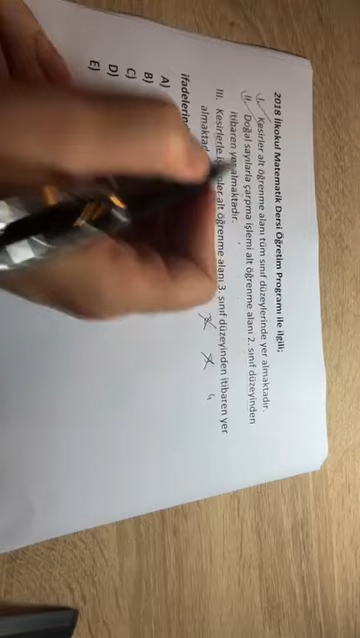 2018 İlkokul Matematik Dersi Öğretim Programı ile ilgili;
I. Kesirler alt öğrenme alanı tüm sınıf düzeylerinde yer almaktadır.
II. Doğal sayılarla çarpma işlemi alt öğrenme alanı 2. sınıf düzeyinden
itibaren yer almaktadır.
III. Kesirlerle alt öğrenme alanı 3. sınıf düzeyinden itibaren yer
4
A)
B)
C)
D)
E)